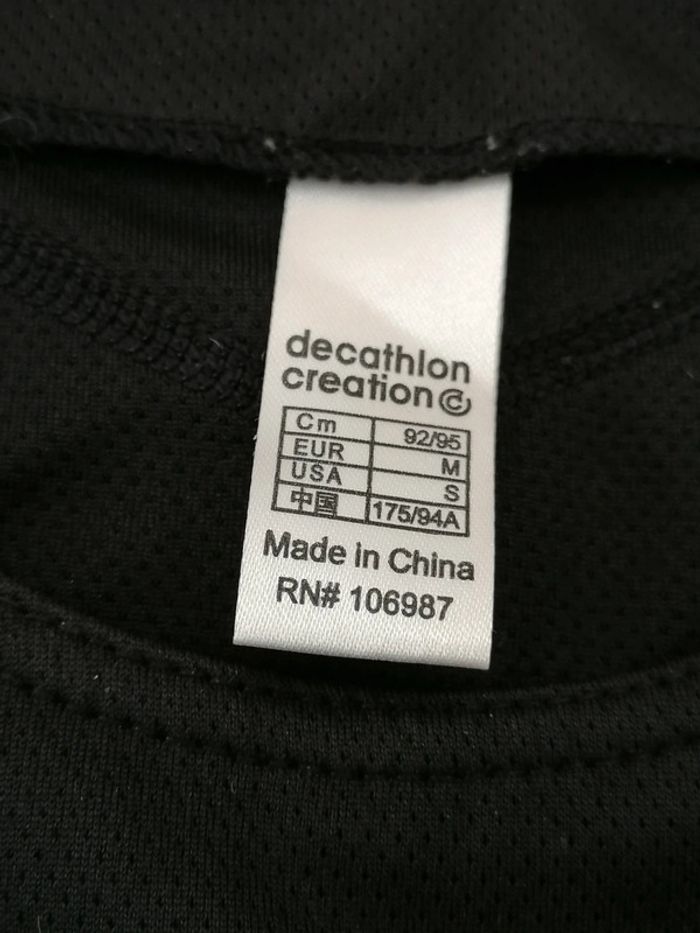 decathlon
creation
Cm 92/95
EUR M
USA S
中国 175/94A
Made in China
RN# 106987